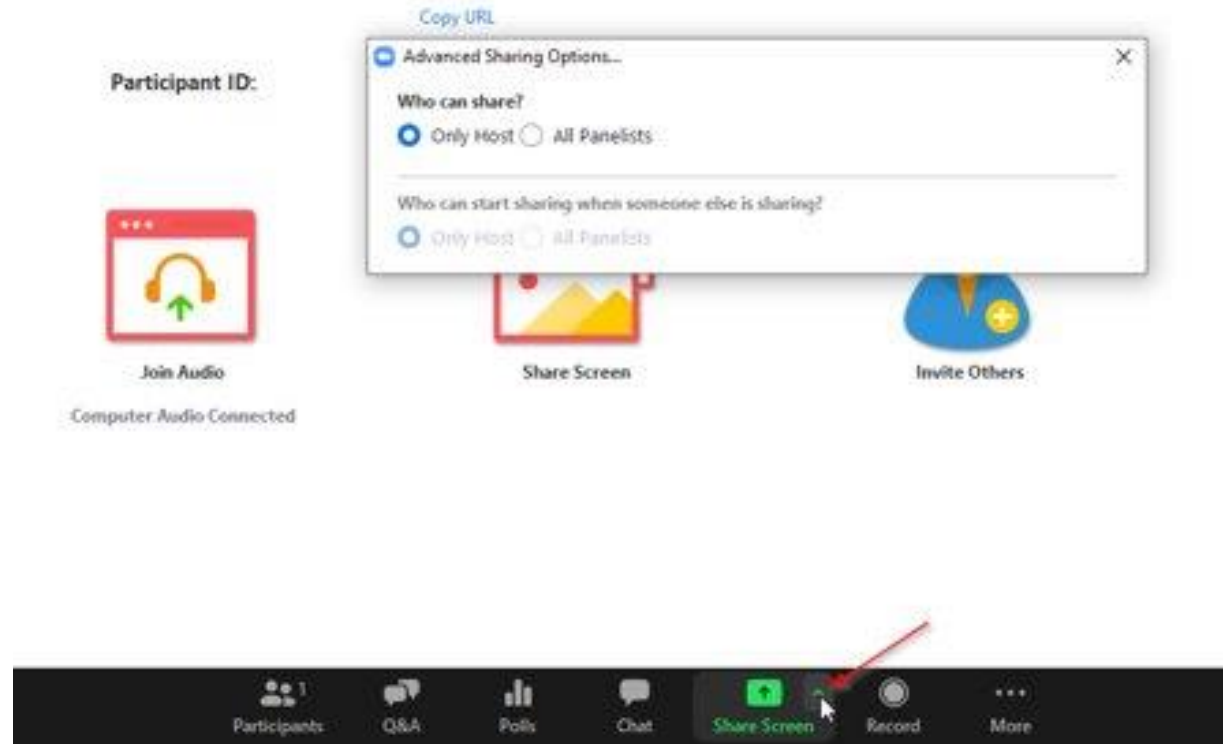 Copy URL
Advanced Sharing Options...
Participant ID:
Who can share?
Only Host All Panelists
Who can start sharing when someone else is sharing?
Only Host All Panelists
Join Audio
Share Screen
Invite Others
Computer Audio Connected
1
Participants
Q&A
Polls
Chat
Share Screen
Record
More